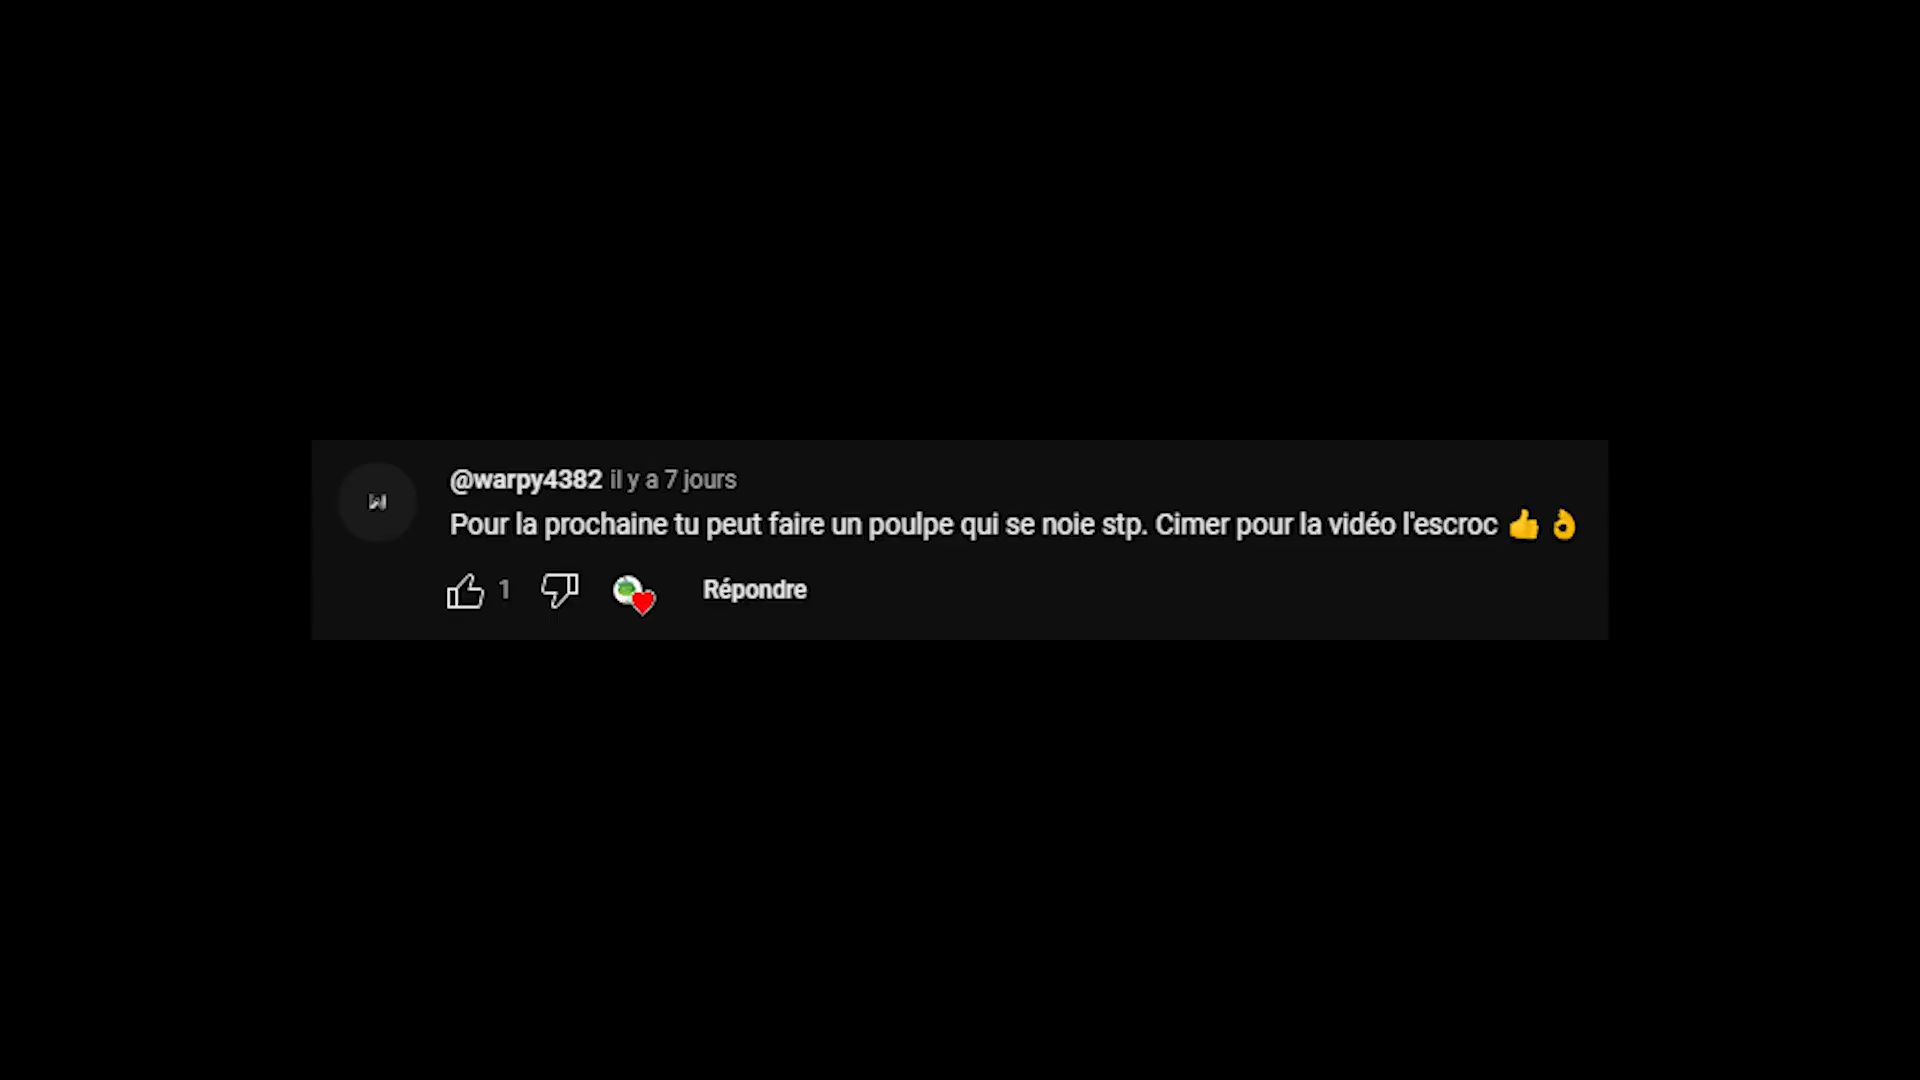 @warpy4382 il y a 7 jours
Pour la prochaine tu peut faire un poulpe qui se noie stp. Cimer pour la vidéo l'escroc 👍 👌
1 Répondre